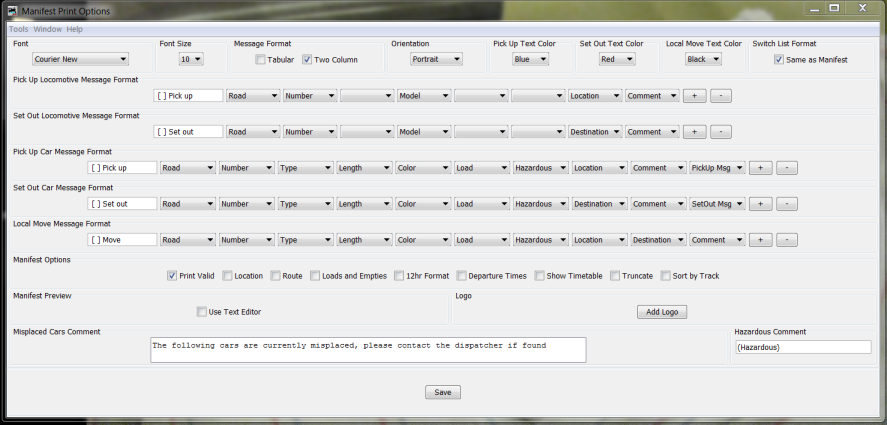 Manifest Print Options
Tools Window Help
Font Font Size Message Format Orientation Pick Up Text Color Set Out Text Color Local Move Text Color Switch List Format
Courier New 10 Tabular Two Column Portrait Blue Red Black Same as Manifest
Pick Up Locomotive Message Format
[ ] Pick up Road Number Model Location Comment + -
Set Out Locomotive Message Format
[ ] Set out Road Number Model Destination Comment + -
Pick Up Car Message Format
[ ] Pick up Road Number Type Length Color Load Hazardous Location Comment PickUp Msg + -
Set Out Car Message Format
[ ] Set out Road Number Type Length Color Load Hazardous Destination Comment SetOut Msg + -
Local Move Message Format
[ ] Move Road Number Type Length Color Load Hazardous Location Destination Comment + -
Manifest Options
Print Valid Location Route Loads and Empties 12hr Format Departure Times Show Timetable Truncate Sort by Track
Manifest Preview Logo
Use Text Editor Add Logo
Misplaced Cars Comment Hazardous Comment
The following cars are currently misplaced, please contact the dispatcher if found (Hazardous)
Save